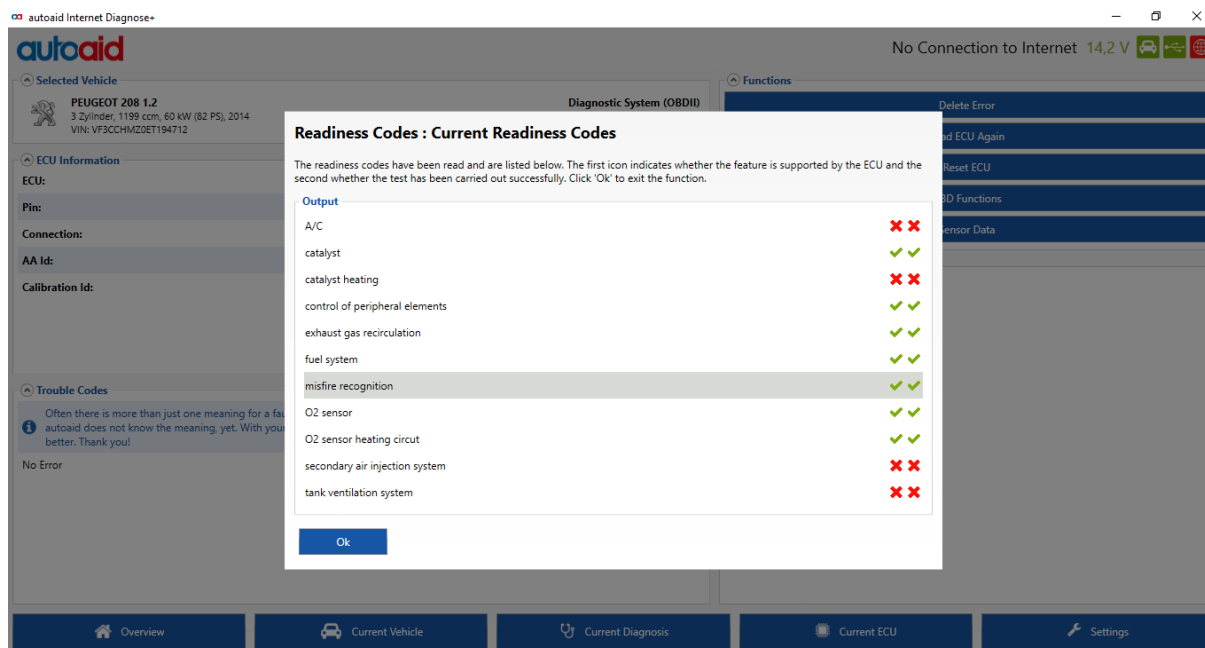 autoaid Internet Diagnose+
autoaid
No Connection to Internet 14,2 V
Selected Vehicle
PEUGEOT 208 1.2
3 Zylinder, 1199 ccm, 60 kW (82 PS), 2014
VIN: VF3CCHMZ0ET194712
Diagnostic System (OBDII)
ECU Information
ECU:
Pin:
Connection:
AA Id:
Calibration Id:
Trouble Codes
Often there is more than just one meaning for a
autoaid does not know the meaning, yet. With
better. Thank you!
No Error
Functions
Delete Error
ECU Again
Reset ECU
Functions
Data
Readiness Codes : Current Readiness Codes
The readiness codes have been read and are listed below. The first icon indicates whether the feature is supported by the ECU and the
second whether the test has been carried out successfully. Click 'Ok' to exit the function.
Output
A/C
catalyst
catalyst heating
control of peripheral elements
exhaust gas recirculation
fuel system
misfire recognition
O2 sensor
O2 sensor heating circut
secondary air injection system
tank ventilation system
Ok
Overview
Current Vehicle
Current Diagnosis
Current ECU
Settings